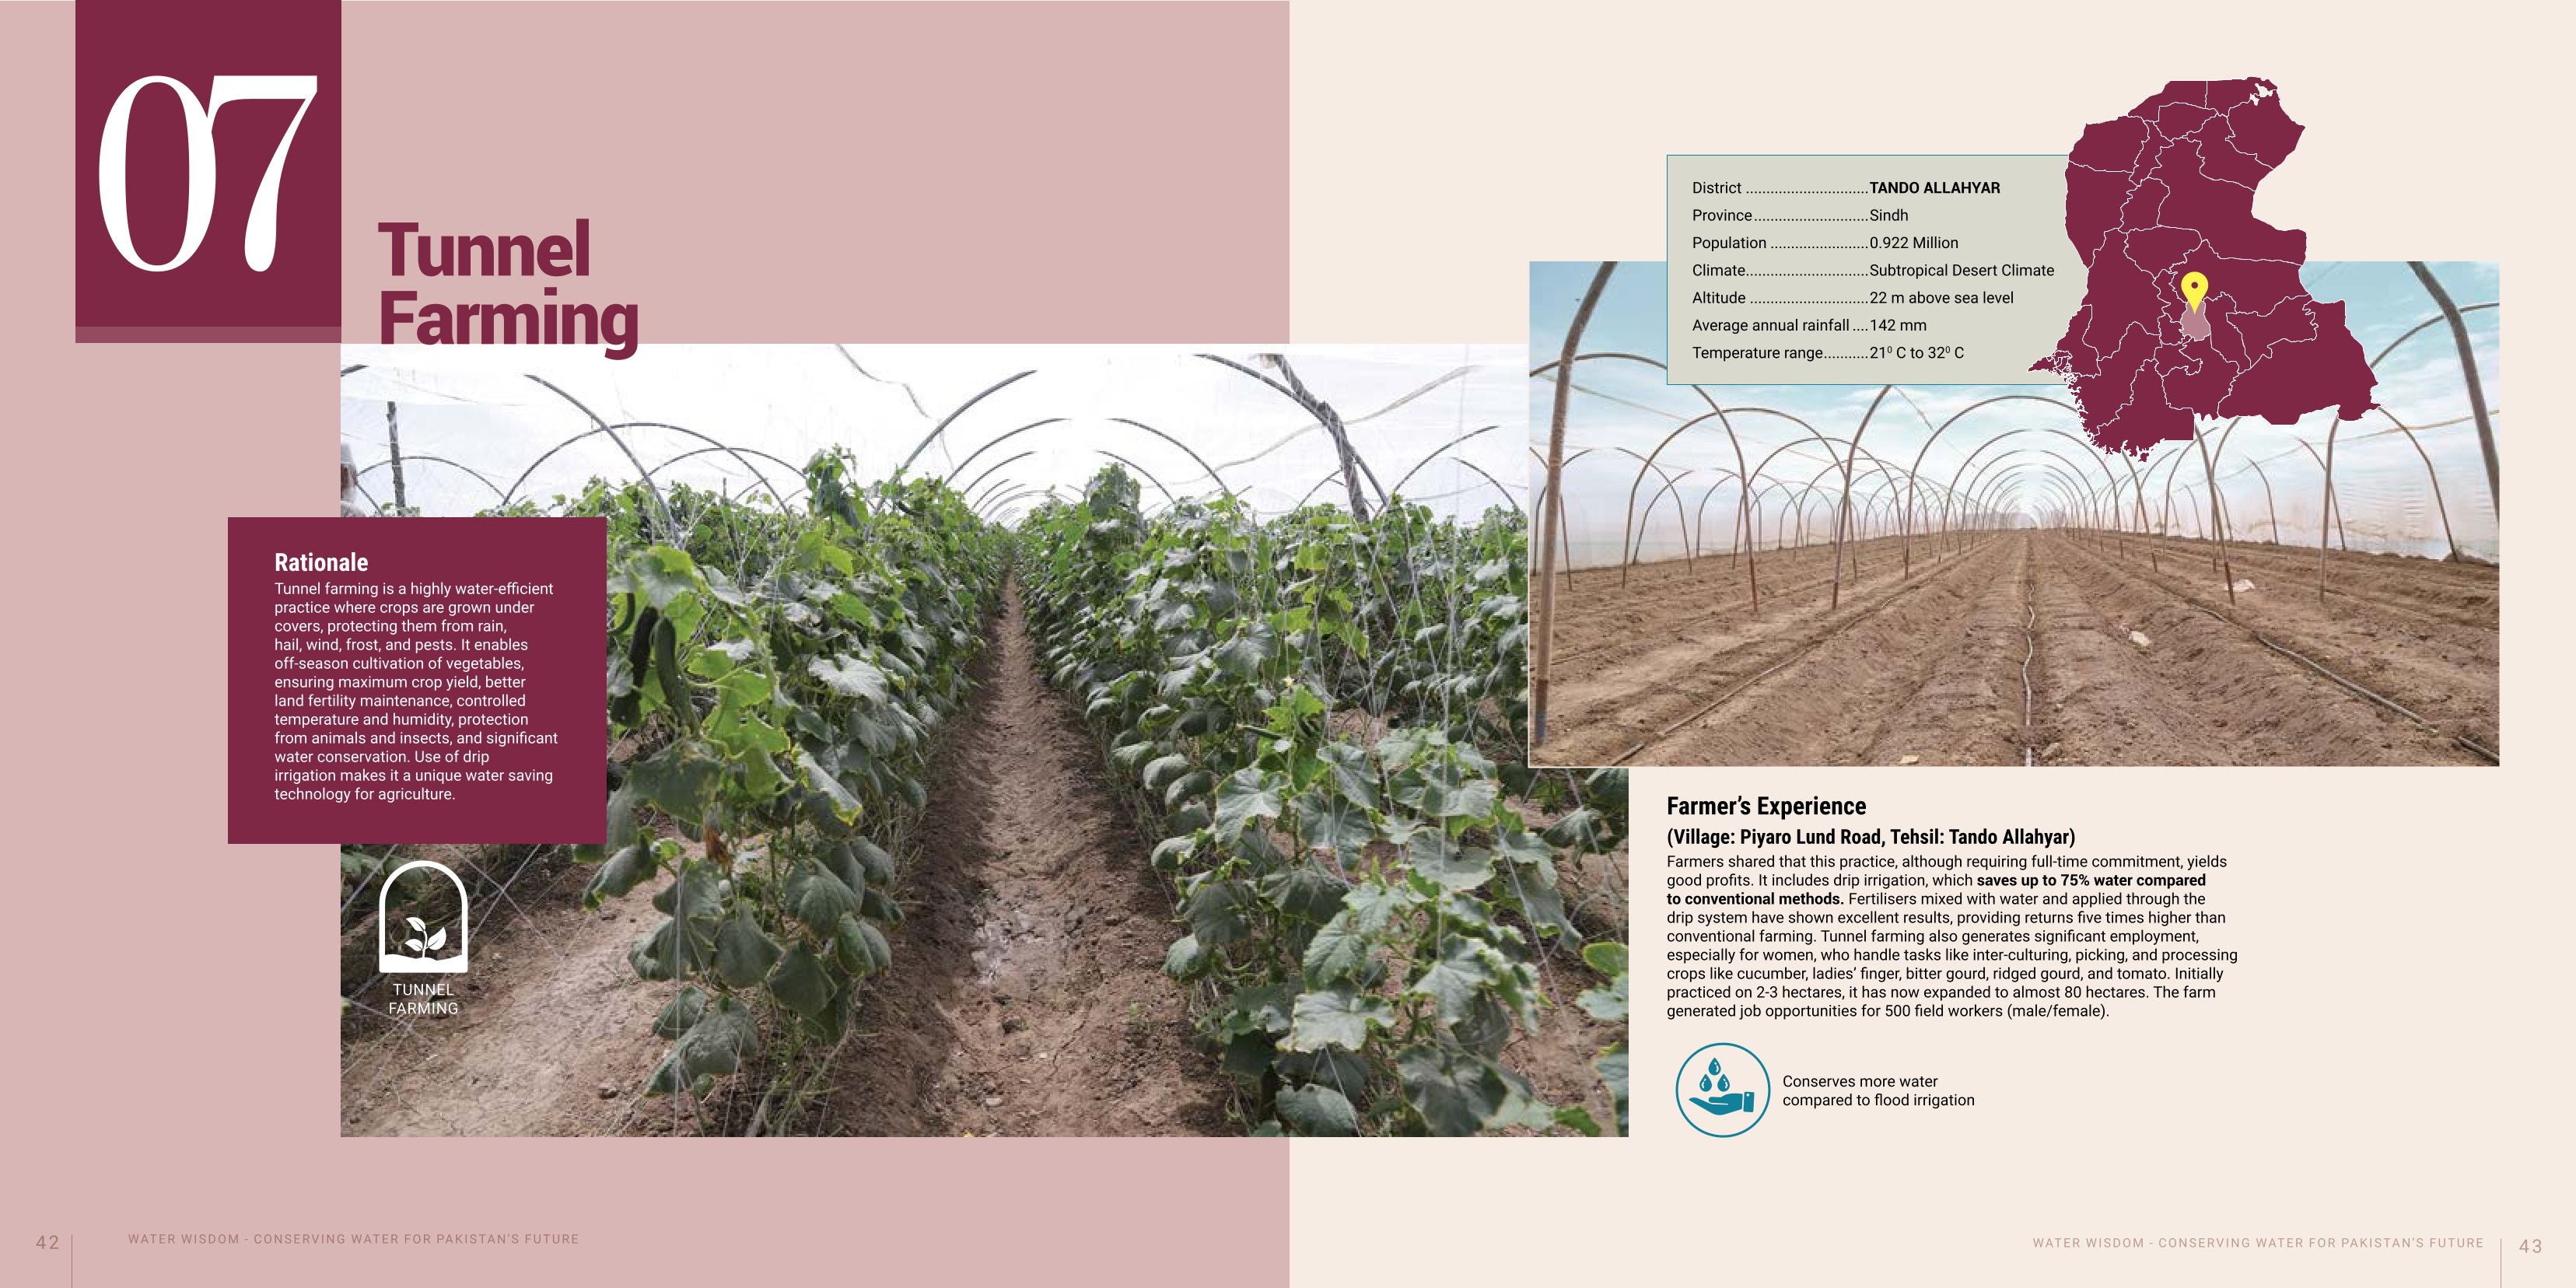 07
Tunnel
Farming
Rationale
Tunnel farming is a highly water-efficient
practice where crops are grown under
covers, protecting them from rain,
hail, wind, frost, and pests. It enables
off-season cultivation of vegetables,
ensuring maximum crop yield, better
land fertility maintenance, controlled
temperature and humidity, protection
from animals and insects, and significant
water conservation. Use of drip
irrigation makes it a unique water saving
technology for agriculture.
TUNNEL
FARMING
42
WATER WISDOM - CONSERVING WATER FOR PAKISTAN'S FUTURE
District ..............................TANDO ALLAHYAR
Province............................Sindh
Population ........................0.922 Million
Climate..............................Subtropical Desert Climate
Altitude .............................22 m above sea level
Average annual rainfall ....142 mm
Temperature range...........21⁰ C to 32⁰ C
Farmer’s Experience
(Village: Piyaro Lund Road, Tehsil: Tando Allahyar)
Farmers shared that this practice, although requiring full-time commitment, yields
good profits. It includes drip irrigation, which saves up to 75% water compared
to conventional methods. Fertilisers mixed with water and applied through the
drip system have shown excellent results, providing returns five times higher than
conventional farming. Tunnel farming also generates significant employment,
especially for women, who handle tasks like inter-culturing, picking, and processing
crops like cucumber, ladies’ finger, bitter gourd, ridged gourd, and tomato. Initially
practiced on 2-3 hectares, it has now expanded to almost 80 hectares. The farm
generated job opportunities for 500 field workers (male/female).
Conserves more water
compared to flood irrigation
WATER WISDOM - CONSERVING WATER FOR PAKISTAN'S FUTURE
43